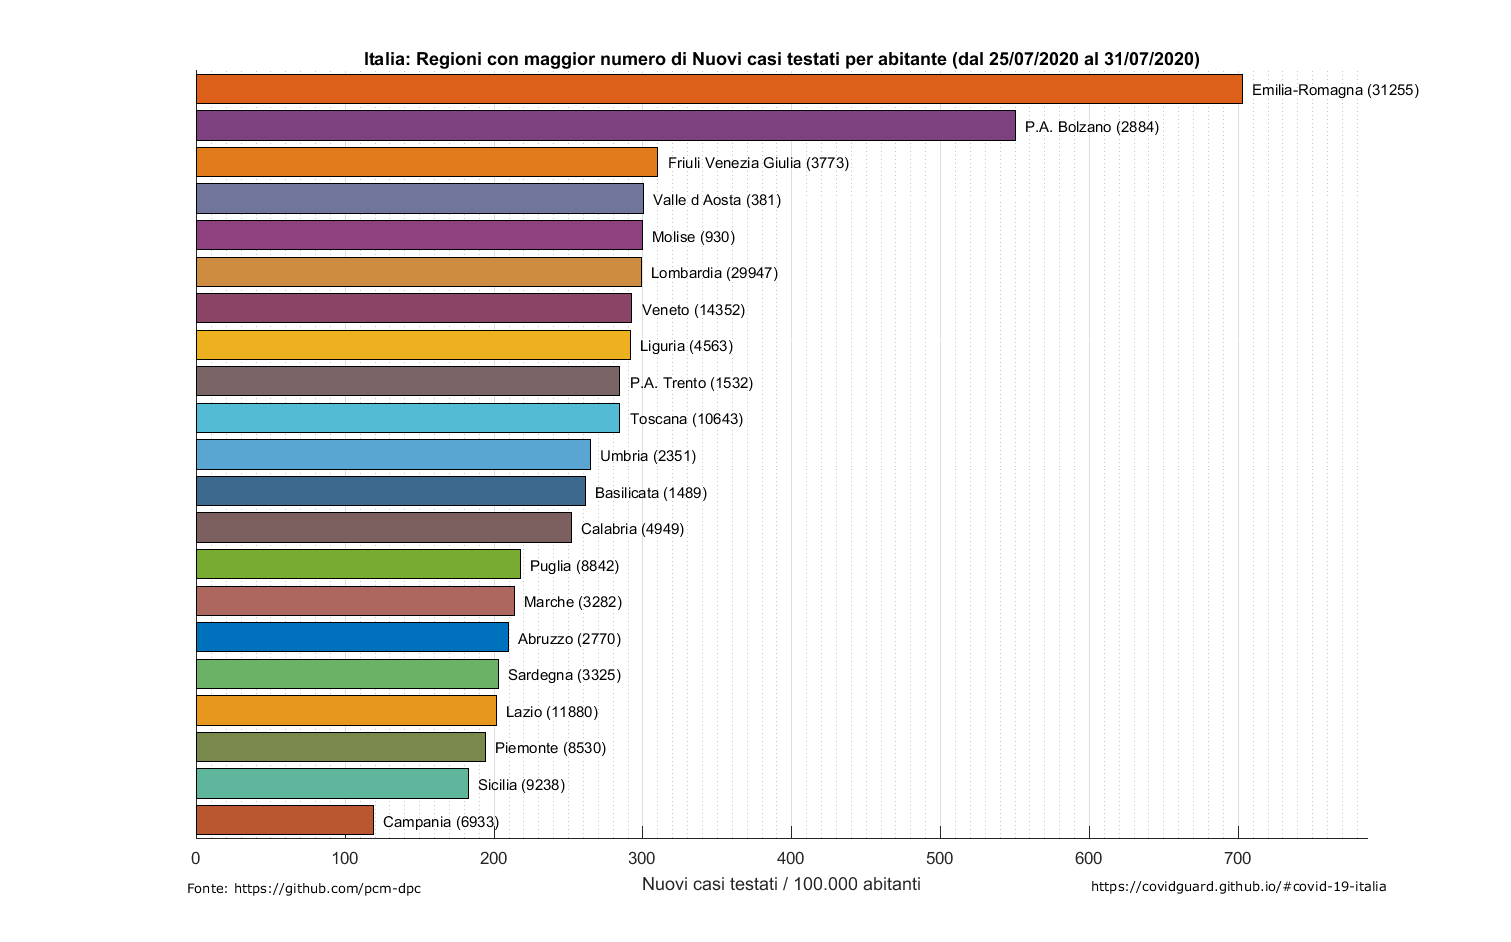 Italia: Regioni con maggior numero di Nuovi casi testati per abitante (dal 25/07/2020 al 31/07/2020)
Emilia-Romagna (31255)
P.A. Bolzano (2884)
Friuli Venezia Giulia (3773)
Valle d Aosta (381)
Molise (930)
Lombardia (29947)
Veneto (14352)
Liguria (4563)
P.A. Trento (1532)
Toscana (10643)
Umbria (2351)
Basilicata (1489)
Calabria (4949)
Puglia (8842)
Marche (3282)
Abruzzo (2770)
Sardegna (3325)
Lazio (11880)
Piemonte (8530)
Sicilia (9238)
Campania (6933)
0 100 200 300 400 500 600 700
Nuovi casi testati / 100.000 abitanti
Fonte: https://github.com/pcm-dpc
https://covidguard.github.io/#covid-19-italia